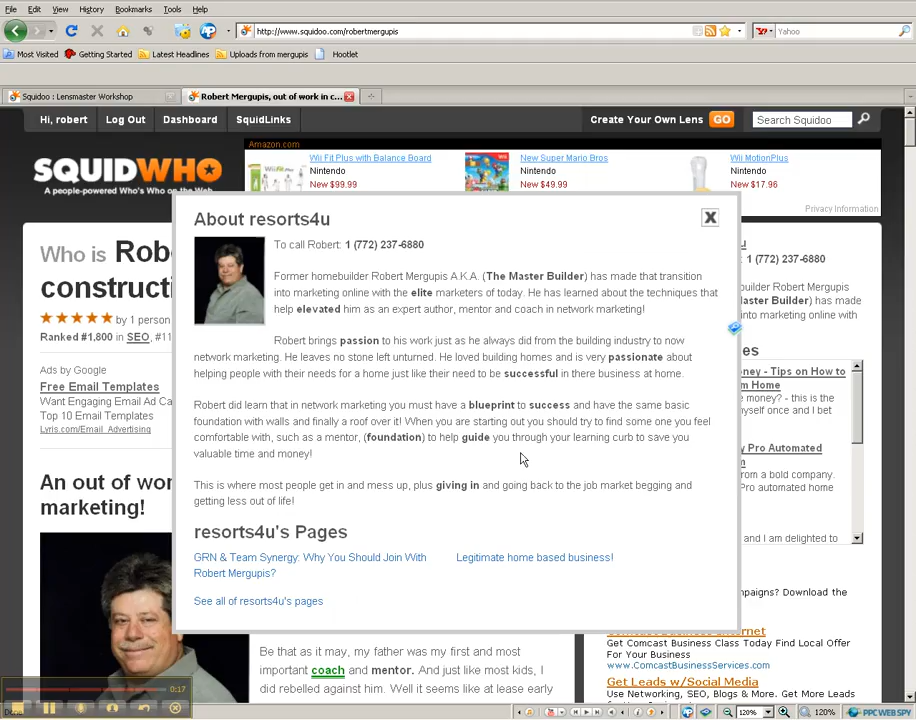 File Edit View History Bookmarks Tools Help
http://www.squidoo.com/robertmergupis
Yahoo
Most Visited Getting Started Latest Headlines Uploads from mergupis Hootlet
Squidoo : Lensmaster Workshop Robert Mergupis, out of work in c...
Hi, robert Log Out Dashboard SquidLinks Create Your Own Lens GO Search Squidoo
Amazon.com
SQUIDWHO
A people-powered Who's Who on the Web
Wii Fit Plus with Balance Board
Nintendo
New $99.99
New Super Mario Bros
Nintendo
New $49.99
Wii MotionPlus
Nintendo
New $17.96
Privacy Information
Who is Rob
constructi
by 1 person
Ranked #1,800 in SEO, #11
Ads by Google
Free Email Templates
Want Engaging Email Ad Ca
Top 10 Email Templates
Lyris.com/Email_Advertising
An out of wor
marketing!
About resorts4u
X
To call Robert: 1 (772) 237-6880
Former homebuilder Robert Mergupis A.K.A. (The Master Builder) has made that transition
into marketing online with the elite marketers of today. He has learned about the techniques that
help elevated him as an expert author, mentor and coach in network marketing!
Robert brings passion to his work just as he always did from the building industry to now
network marketing. He leaves no stone left unturned. He loved building homes and is very passionate about
helping people with their needs for a home just like their need to be successful in there business at home.
Robert did learn that in network marketing you must have a blueprint to success and have the same basic
foundation with walls and finally a roof over it! When you are starting out you should try to find some one you feel
comfortable with, such as a mentor, (foundation) to help guide you through your learning curb to save you
valuable time and money!
This is where most people get in and mess up, plus giving in and going back to the job market begging and
getting less out of life!
resorts4u's Pages
GRN & Team Synergy: Why You Should Join With
Robert Mergupis?
Legitimate home based business!
See all of resorts4u's pages
Be that as it may, my father was my first and most
important coach and mentor. And just like most kids, I
did rebelled against him. Well it seems like at lease early
u
1 (772) 237-6880
builder Robert Mergupis
aster Builder) has made
to marketing online with
es
ney - Tips on How to
m Home
e money? - this is the
nyself once and I bet
y Pro Automated
from a bold company.
Pro automated home
and I am delighted to
mpaigns? Download the
Comcast Business Internet
Get Comcast Business Class Today Find Local Offer
For Your Business
www.ComcastBusinessServices.com
Get Leads w/Social Media
Use Networking, SEO, Blogs & More. Get More Leads
0:17
Done
120% 120% PPC WEB SPY